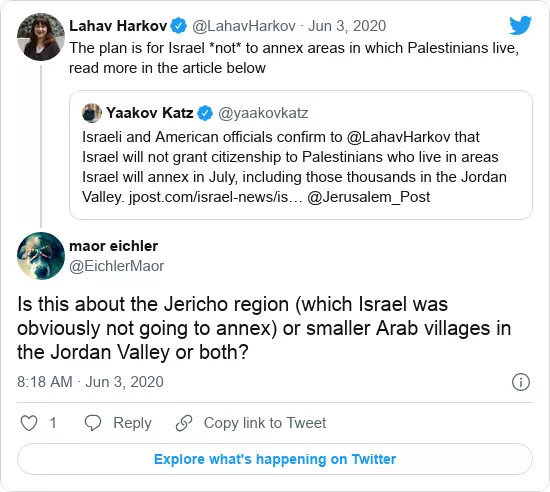 Lahav Harkov @LahavHarkov · Jun 3, 2020
The plan is for Israel *not* to annex areas in which Palestinians live,
read more in the article below
Yaakov Katz @yaakovkatz
Israeli and American officials confirm to @LahavHarkov that
Israel will not grant citizenship to Palestinians who live in areas
Israel will annex in July, including those thousands in the Jordan
Valley. jpost.com/israel-news/is… @Jerusalem_Post
maor eichler
@EichlerMaor
Is this about the Jericho region (which Israel was
obviously not going to annex) or smaller Arab villages in
the Jordan Valley or both?
8:18 AM · Jun 3, 2020
1 Reply Copy link to Tweet
Explore what's happening on Twitter